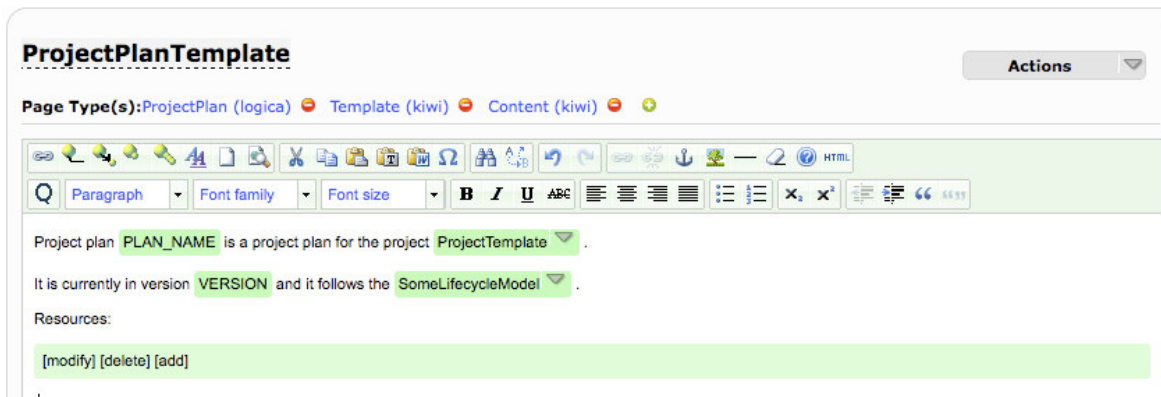 ProjectPlanTemplate
Actions
Page Type(s):ProjectPlan (logica) Template (kiwi) Content (kiwi)
HTML
Q Paragraph Font family Font size B I U ABC X₂ X²
Project plan PLAN_NAME is a project plan for the project ProjectTemplate .
It is currently in version VERSION and it follows the SomeLifecycleModel .
Resources:
[modify] [delete] [add]